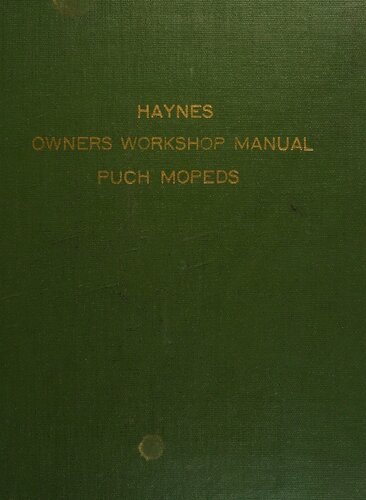 HAYNES
OWNERS WORKSHOP MANUAL
PUCH MOPEDS